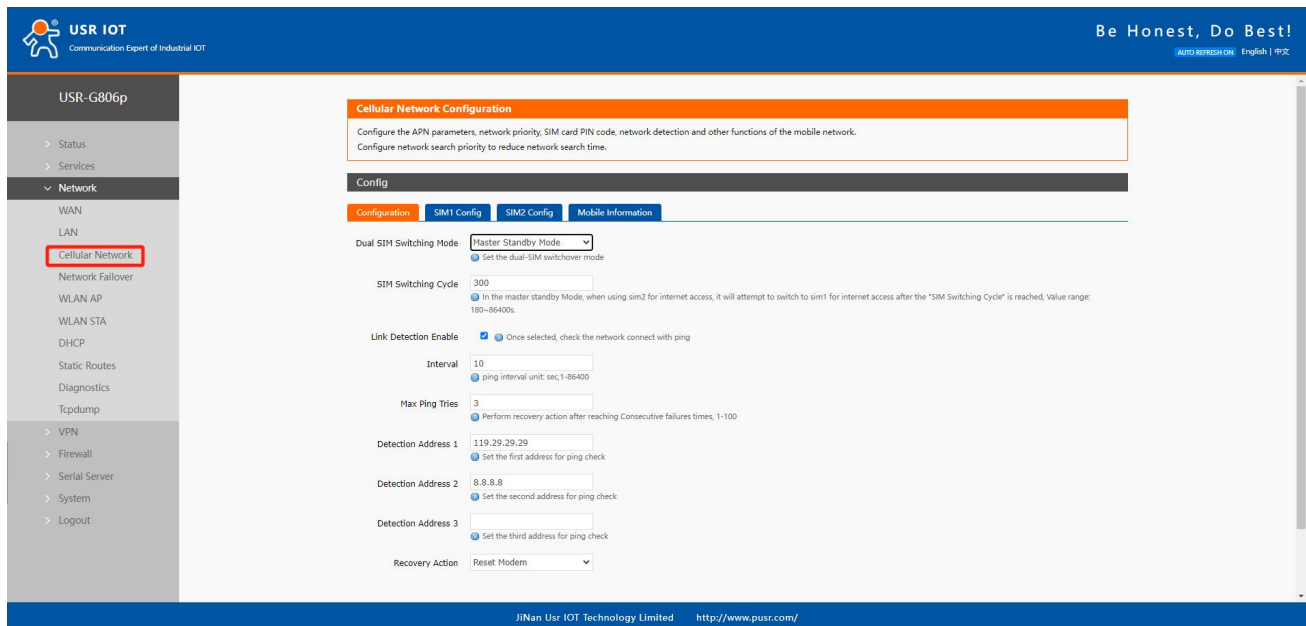 USR IOT
Communication Expert of Industrial IOT
Be Honest, Do Best!
AUTO REFRESH ON English | 中文
USR-G806p
Status
Services
Network
WAN
LAN
Cellular Network
Network Failover
WLAN AP
WLAN STA
DHCP
Static Routes
Diagnostics
Tcpdump
VPN
Firewall
Serial Server
System
Logout
Cellular Network Configuration
Configure the APN parameters, network priority, SIM card PIN code, network detection and other functions of the mobile network.
Configure network search priority to reduce network search time.
Config
Configuration SIM1 Config SIM2 Config Mobile Information
Dual SIM Switching Mode Master Standby Mode
Set the dual-SIM switchover mode
SIM Switching Cycle 300
In the master standby Mode, when using sim2 for internet access, it will attempt to switch to sim1 for internet access after the "SIM Switching Cycle" is reached, Value range:
180~86400s.
Link Detection Enable Once selected, check the network connect with ping
Interval 10
ping interval unit: sec,1-86400
Max Ping Tries 3
Perform recovery action after reaching Consecutive failures times, 1-100
Detection Address 1 119.29.29.29
Set the first address for ping check
Detection Address 2 8.8.8.8
Set the second address for ping check
Detection Address 3
Set the third address for ping check
Recovery Action Reset Modem
JiNan Usr IOT Technology Limited http://www.pusr.com/